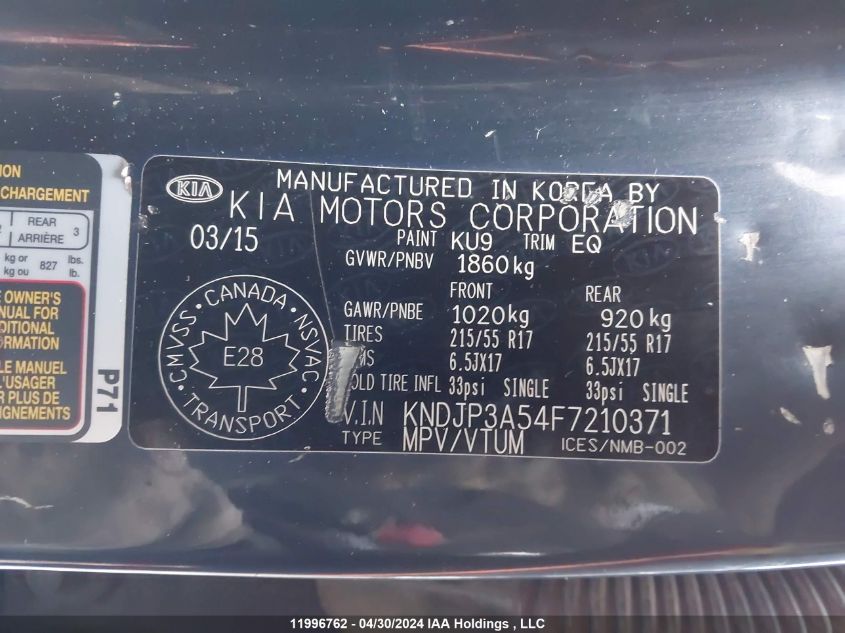 ION
CHARGEMENT
2 REAR 3
ARRIÈRE
kg or lbs.
kg ou 827 lb.
E OWNER'S
NUAL FOR
DITIONAL
ORMATION
LE MANUEL
L'USAGER
R PLUS
GNEMENTS
P71
KIA
MANUFACTURED IN KOREA BY
KIA MOTORS CORPORATION
03/15 PAINT KU9 TRIM EQ
GVWR/PNBV 1860kg
FRONT REAR
GAWR/PNBE 1020kg 920kg
TIRES 215/55 R17 215/55 R17
6.5JX17 6.5JX17
OLD TIRE INFL 33psi SINGLE 33psi SINGLE
V.I.N KNDJP3A54F7210371
TYPE MPV/VTUM ICES/NMB-002
CANADA
CMVSS • NSVAC
E28
TRANSPORT
11996762 - 04/30/2024 IAA Holdings , LLC